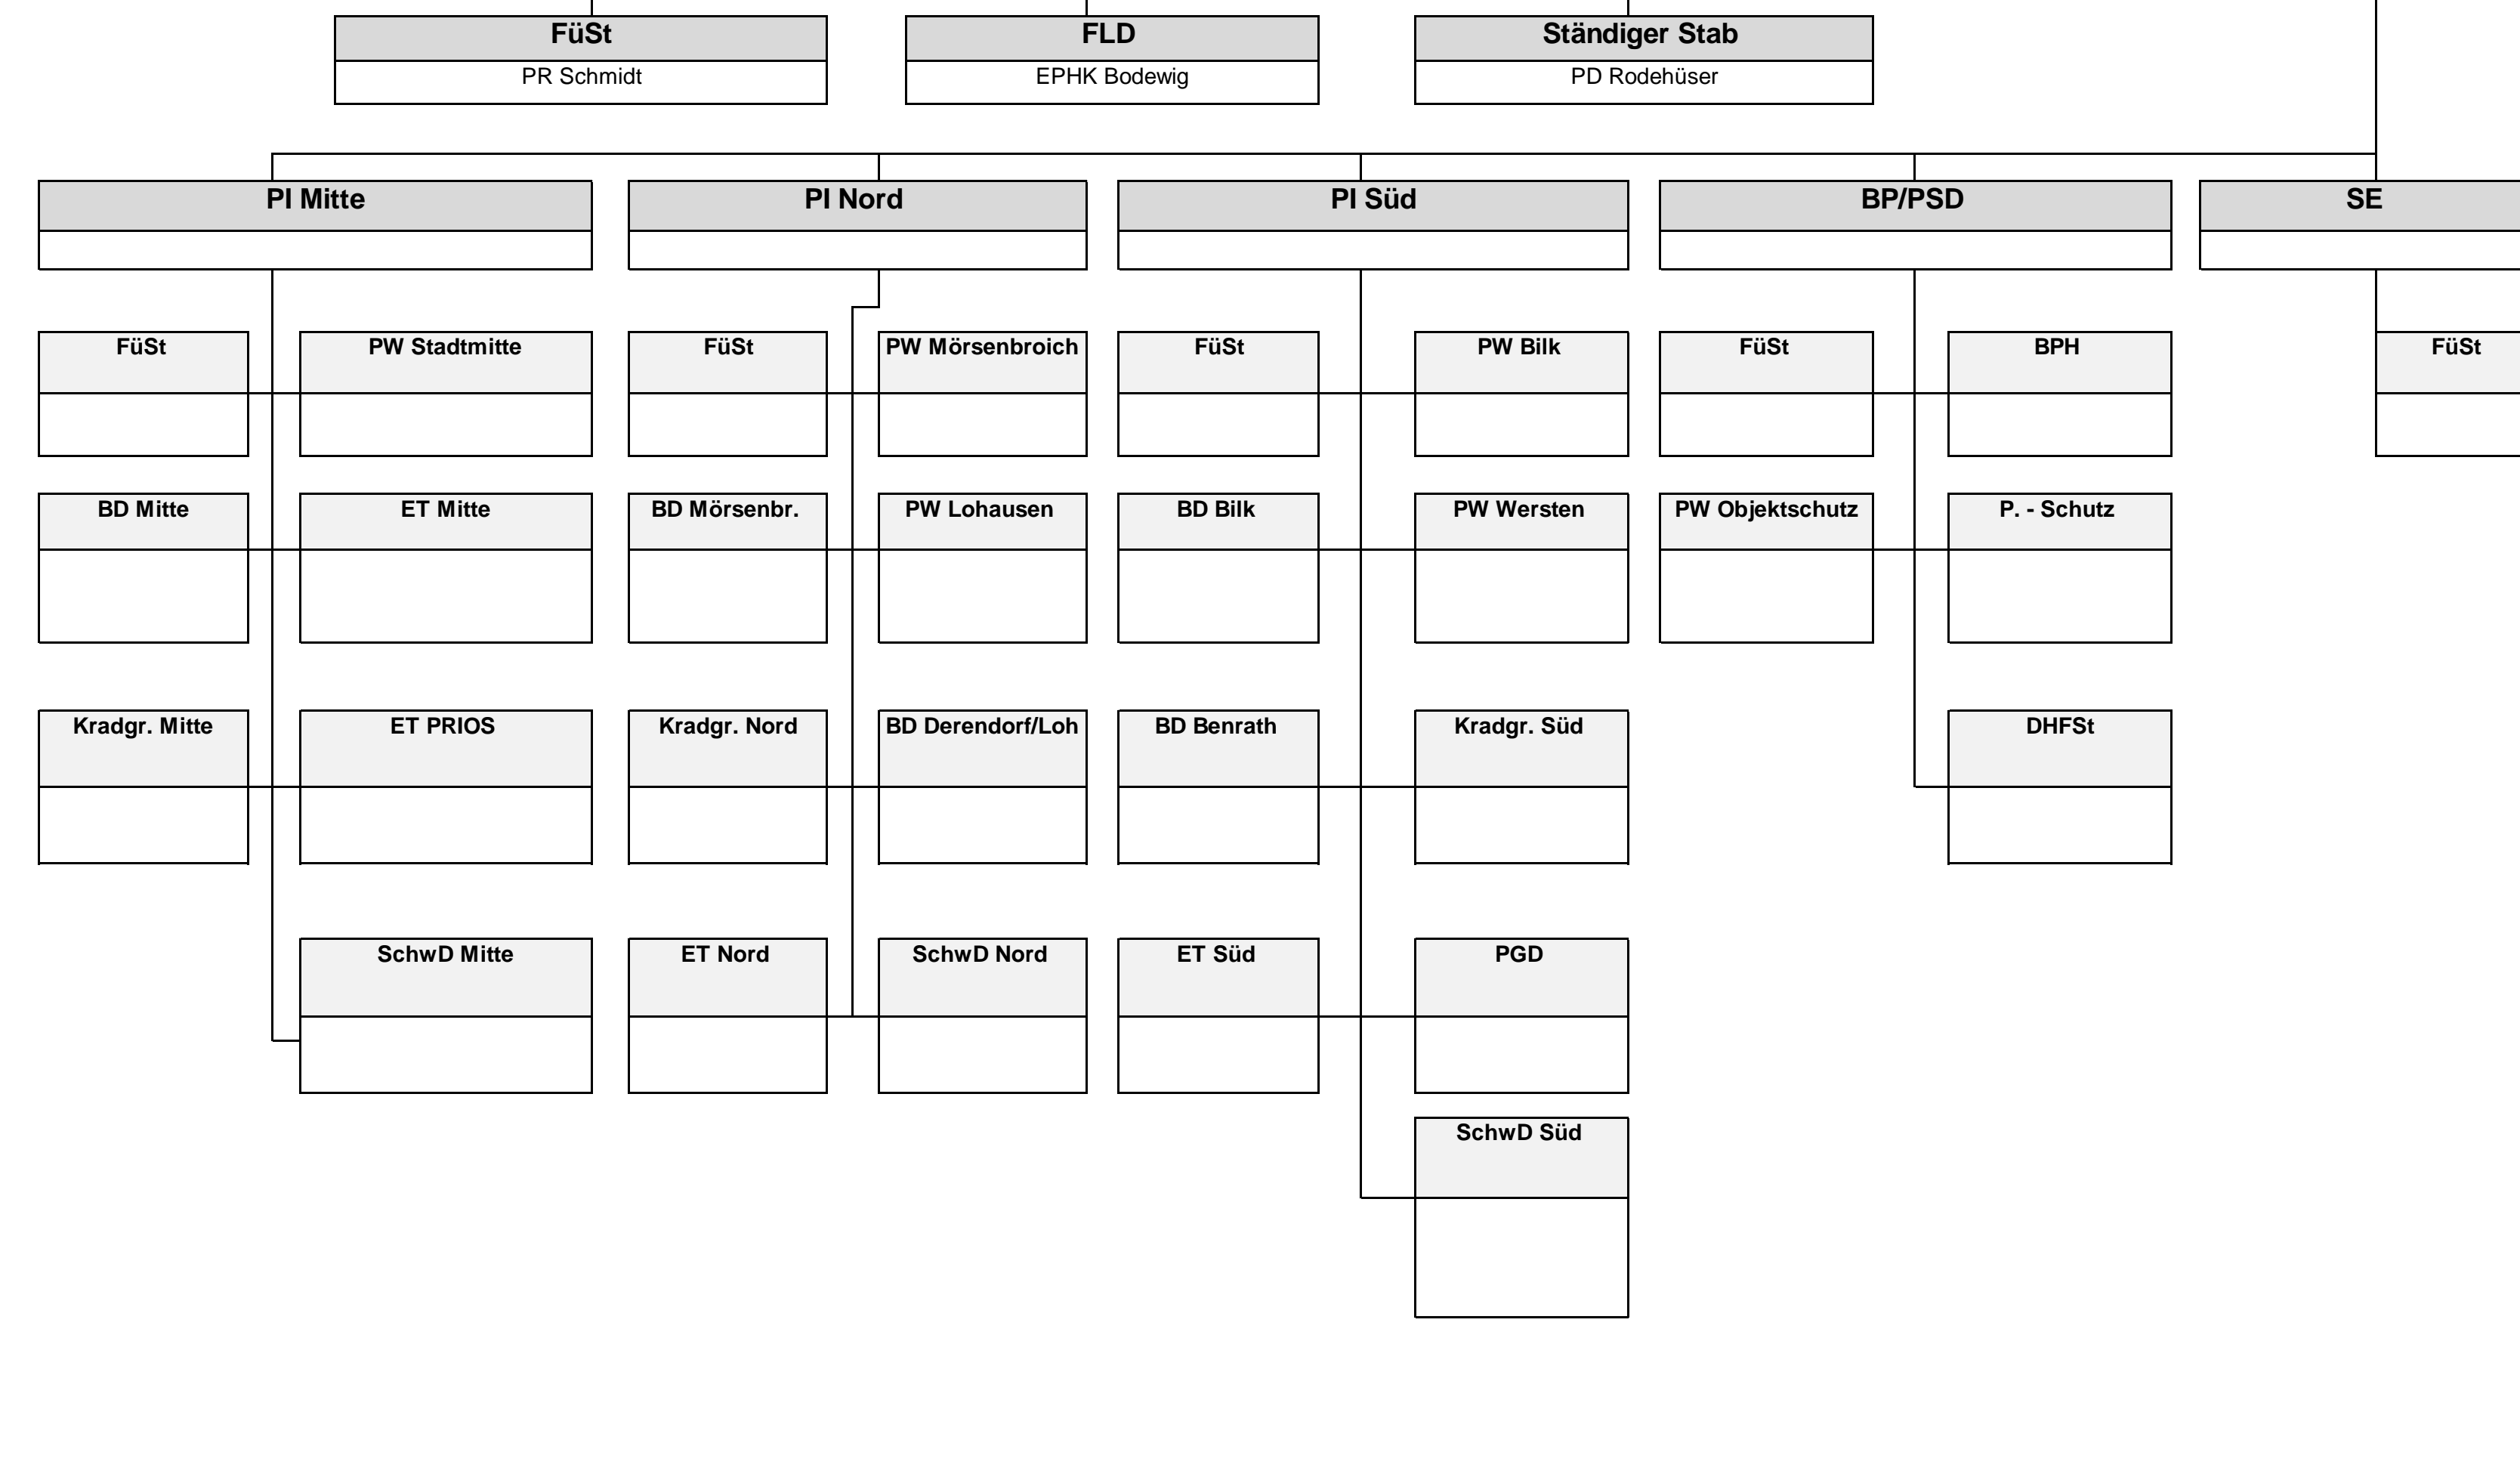 FüSt
PR Schmidt
FLD
EPHK Bodewig
Ständiger Stab
PD Rodehüser
PI Mitte
PI Nord
PI Süd
BP/PSD
SE
FüSt
PW Stadtmitte
FüSt
PW Mörsenbroich
FüSt
PW Bilk
FüSt
BPH
FüSt
BD Mitte
ET Mitte
BD Mörsenbr.
PW Lohausen
BD Bilk
PW Wersten
PW Objektschutz
P. - Schutz
Kradgr. Mitte
ET PRIOS
Kradgr. Nord
BD Derendorf/Loh
BD Benrath
Kradgr. Süd
DHFSt
SchwD Mitte
ET Nord
SchwD Nord
ET Süd
PGD
SchwD Süd